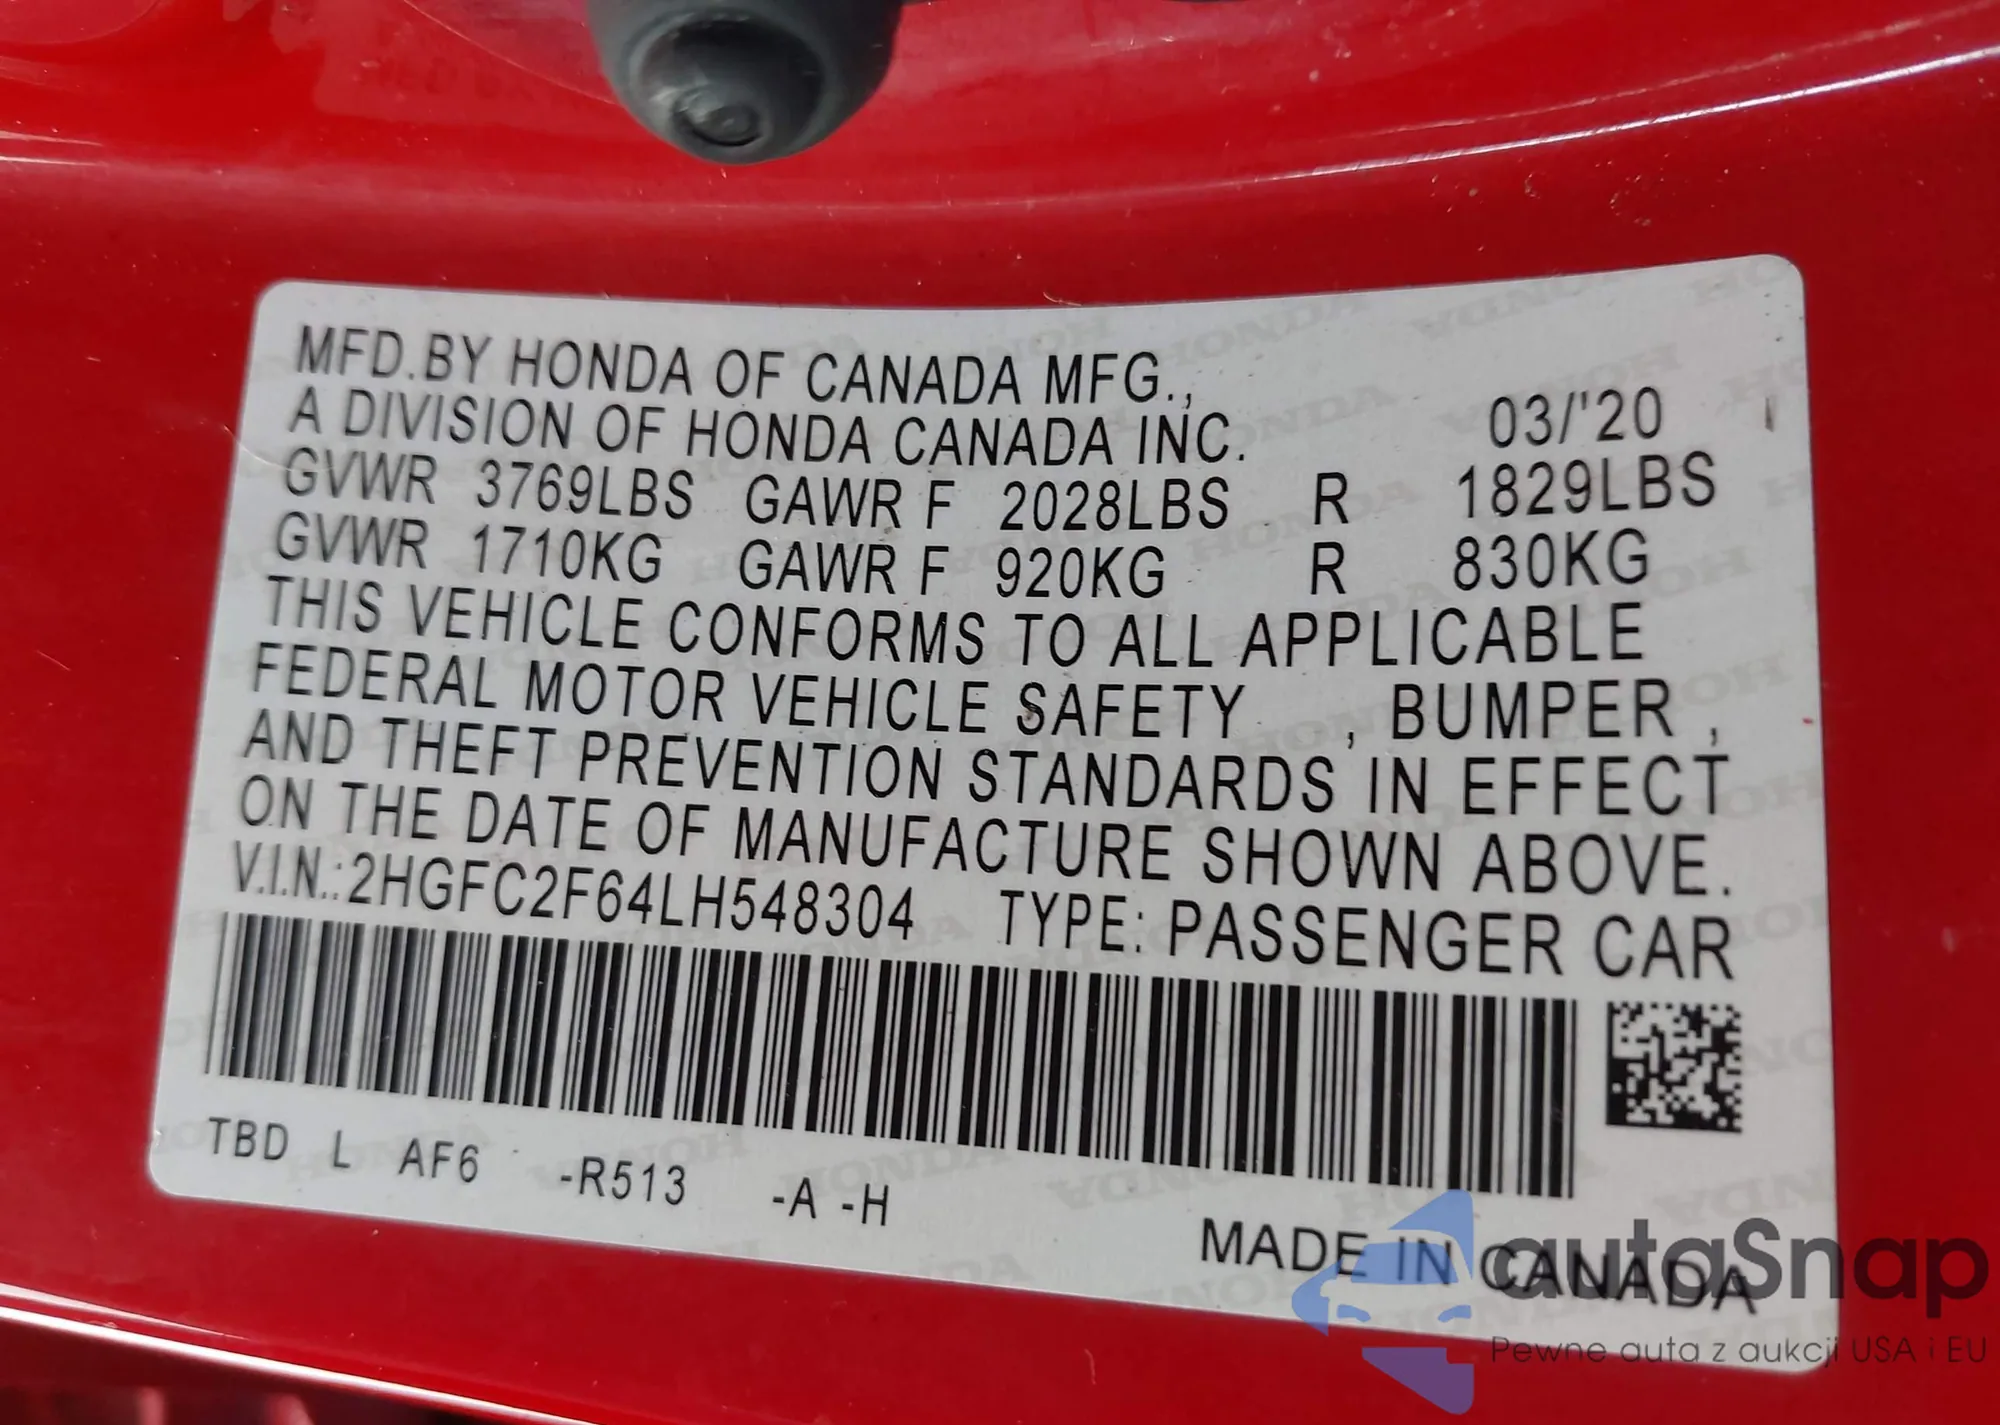 MFD.BY HONDA OF CANADA MFG.,
A DIVISION OF HONDA CANADA INC. 03/'20
GVWR 3769LBS GAWR F 2028LBS R 1829LBS
GVWR 1710KG GAWR F 920KG R 830KG
THIS VEHICLE CONFORMS TO ALL APPLICABLE
FEDERAL MOTOR VEHICLE SAFETY , BUMPER ,
AND THEFT PREVENTION STANDARDS IN EFFECT
ON THE DATE OF MANUFACTURE SHOWN ABOVE.
V.I.N.:2HGFC2F64LH548304 TYPE: PASSENGER CAR
TBD L AF6 -R513 -A -H
MADE IN CANADA
autoSnap
Pewne auta z aukcji USA i EU